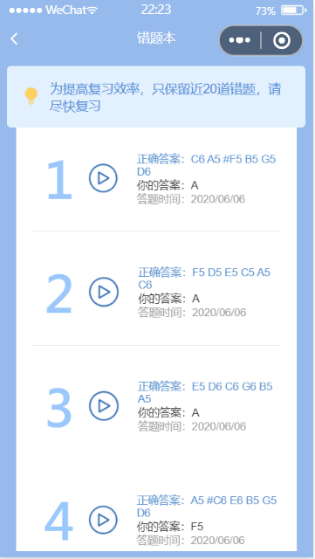 WeChat 22:23 73%
错题本
为提高复习效率，只保留近20道错题，请
尽快复习
1
正确答案：C6 A5 #F5 B5 G5
D6
你的答案：A
答题时间：2020/06/06
2
正确答案：F5 D5 E5 C5 A5
C6
你的答案：A
答题时间：2020/06/06
3
正确答案：E5 D6 C6 G6 B5
A5
你的答案：A
答题时间：2020/06/06
4
正确答案：A5 #C6 E6 B5 G5
D6
你的答案：F5
答题时间：2020/06/06